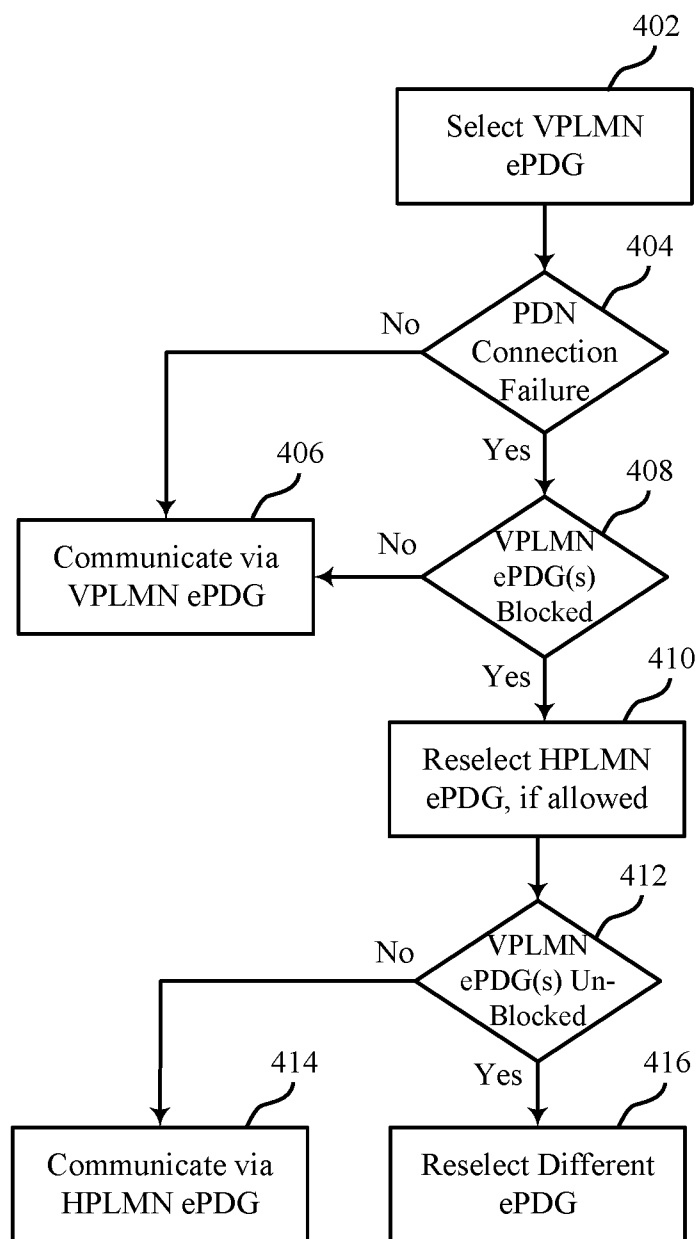 402
Select VPLMN
ePDG
404
No
PDN
Connection
Failure
Yes
406
408
Communicate via
VPLMN ePDG
No
VPLMN
ePDG(s)
Blocked
Yes
410
Reselect HPLMN
ePDG, if allowed
412
No
VPLMN
ePDG(s) Un-
Blocked
Yes
414
416
Communicate via
HPLMN ePDG
Reselect Different
ePDG